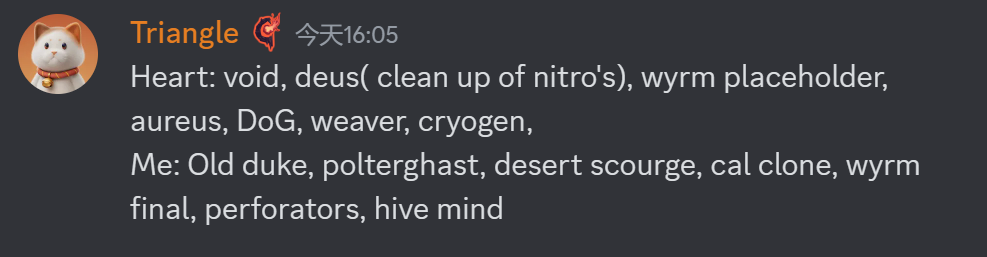 Triangle 今天16:05
Heart: void, deus( clean up of nitro's), wyrm placeholder,
aureus, DoG, weaver, cryogen,
Me: Old duke, polterghast, desert scourge, cal clone, wyrm
final, perforators, hive mind